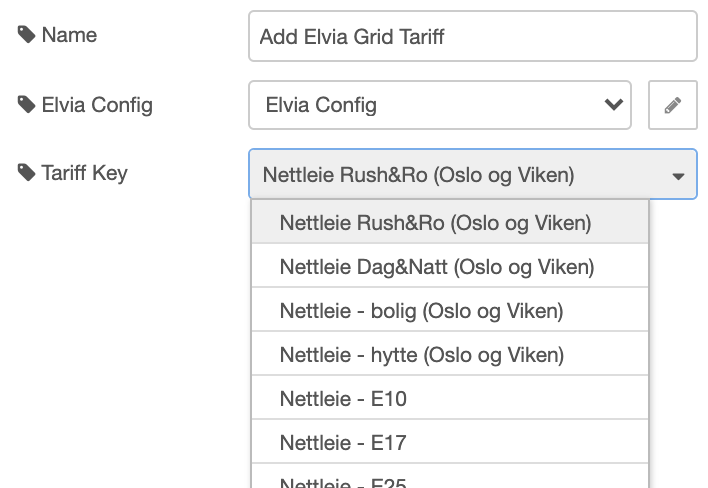 Name
Add Elvia Grid Tariff
Elvia Config
Elvia Config
Tariff Key
Nettleie Rush&Ro (Oslo og Viken)
Nettleie Rush&Ro (Oslo og Viken)
Nettleie Dag&Natt (Oslo og Viken)
Nettleie - bolig (Oslo og Viken)
Nettleie - hytte (Oslo og Viken)
Nettleie - E10
Nettleie - E17
Nettleie - E25